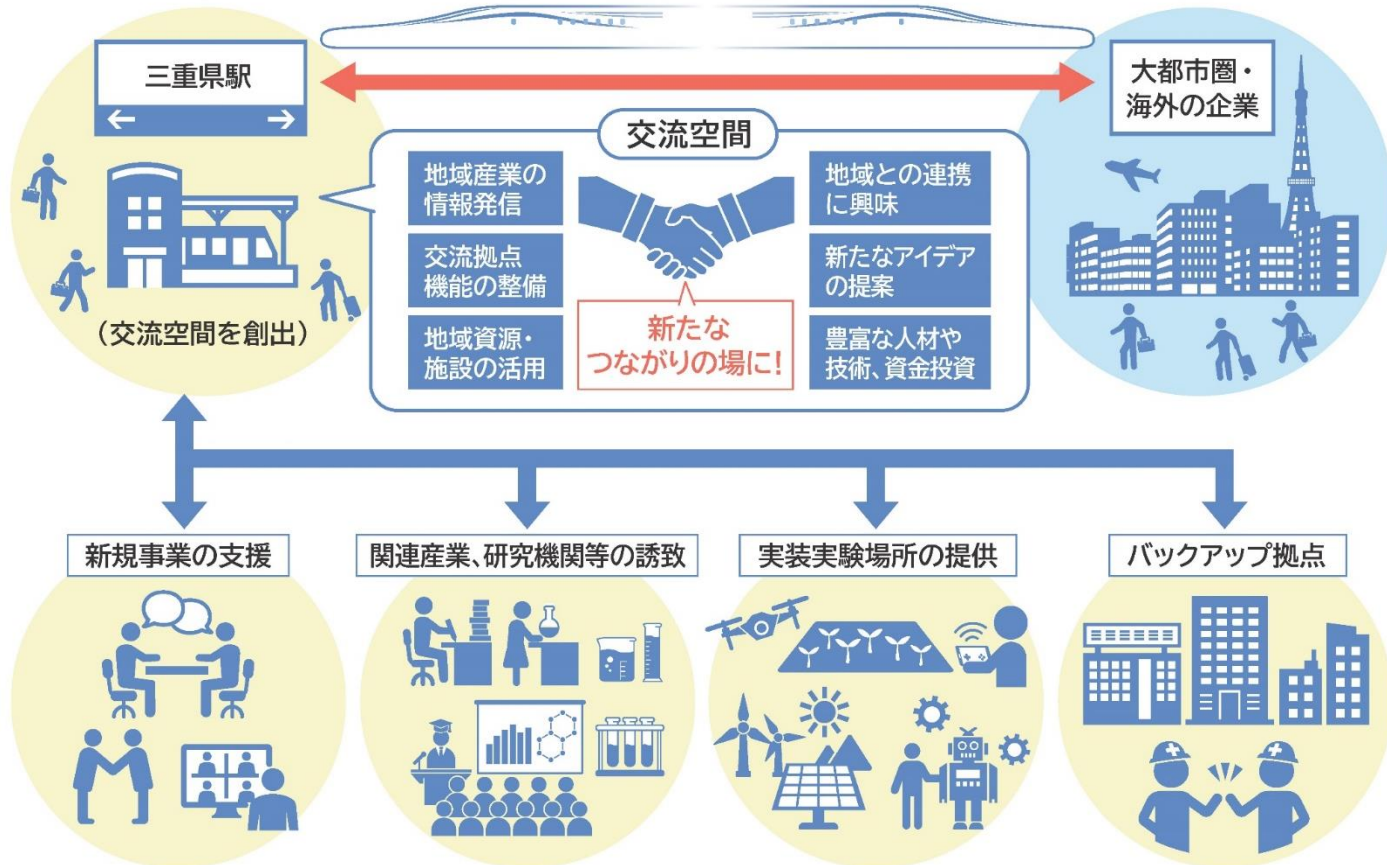 三重県駅
大都市圏・
海外の企業
交流空間
地域産業の
情報発信
交流拠点
機能の整備
地域資源・
施設の活用
地域との連携
に興味
新たなアイデア
の提案
豊富な人材や
技術、資金投資
新たな
つながりの場に!
(交流空間を創出)
新規事業の支援
関連産業、研究機関等の誘致
実装実験場所の提供
バックアップ拠点